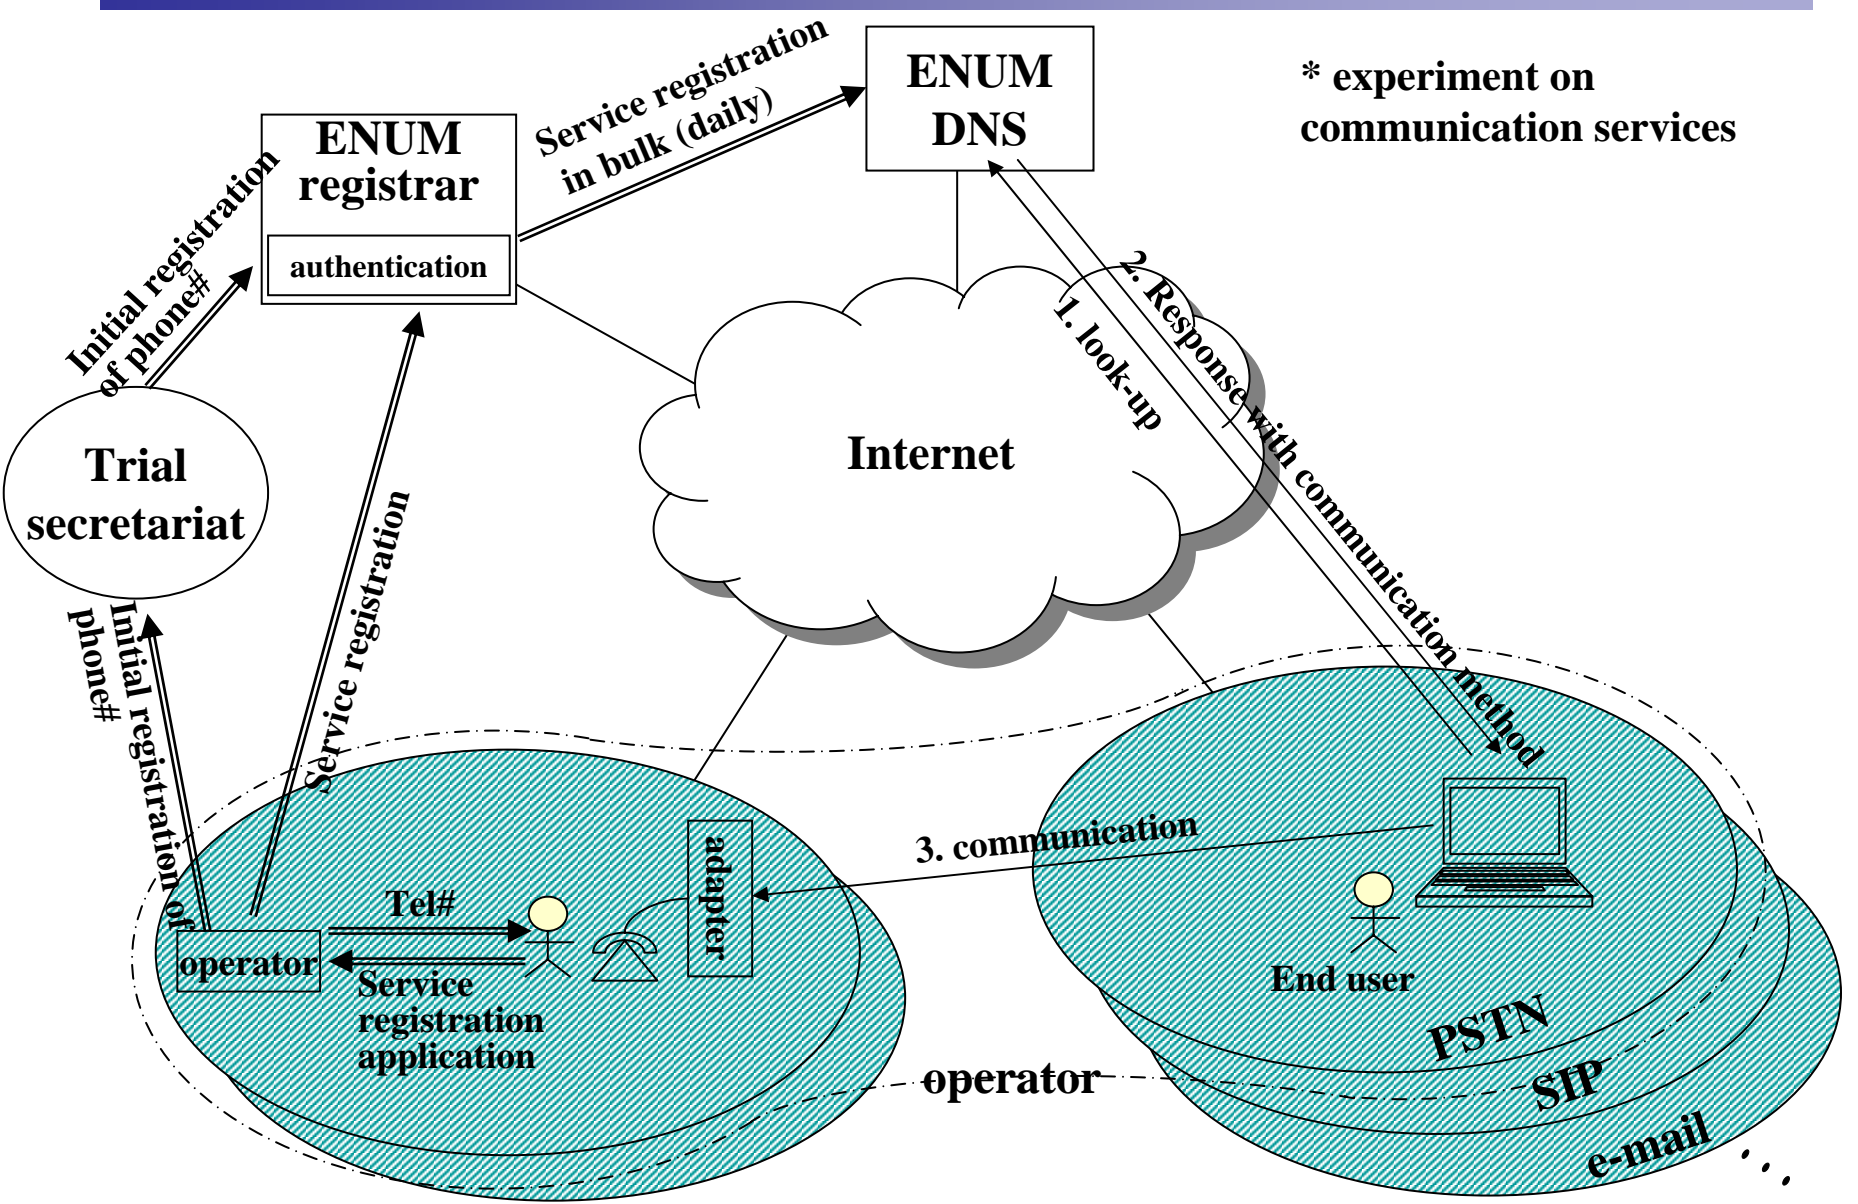 ENUM
registrar
authentication
Service registration
in bulk (daily)
ENUM
DNS
* experiment on
communication services
Initial registration
of phone#
Trial
secretariat
Initial registration of
phone#
Service registration
Internet
1. look-up
2. Response with communication method
3. communication
adapter
Tel#
operator
Service
registration
application
End user
PSTN
SIP
e-mail
operator